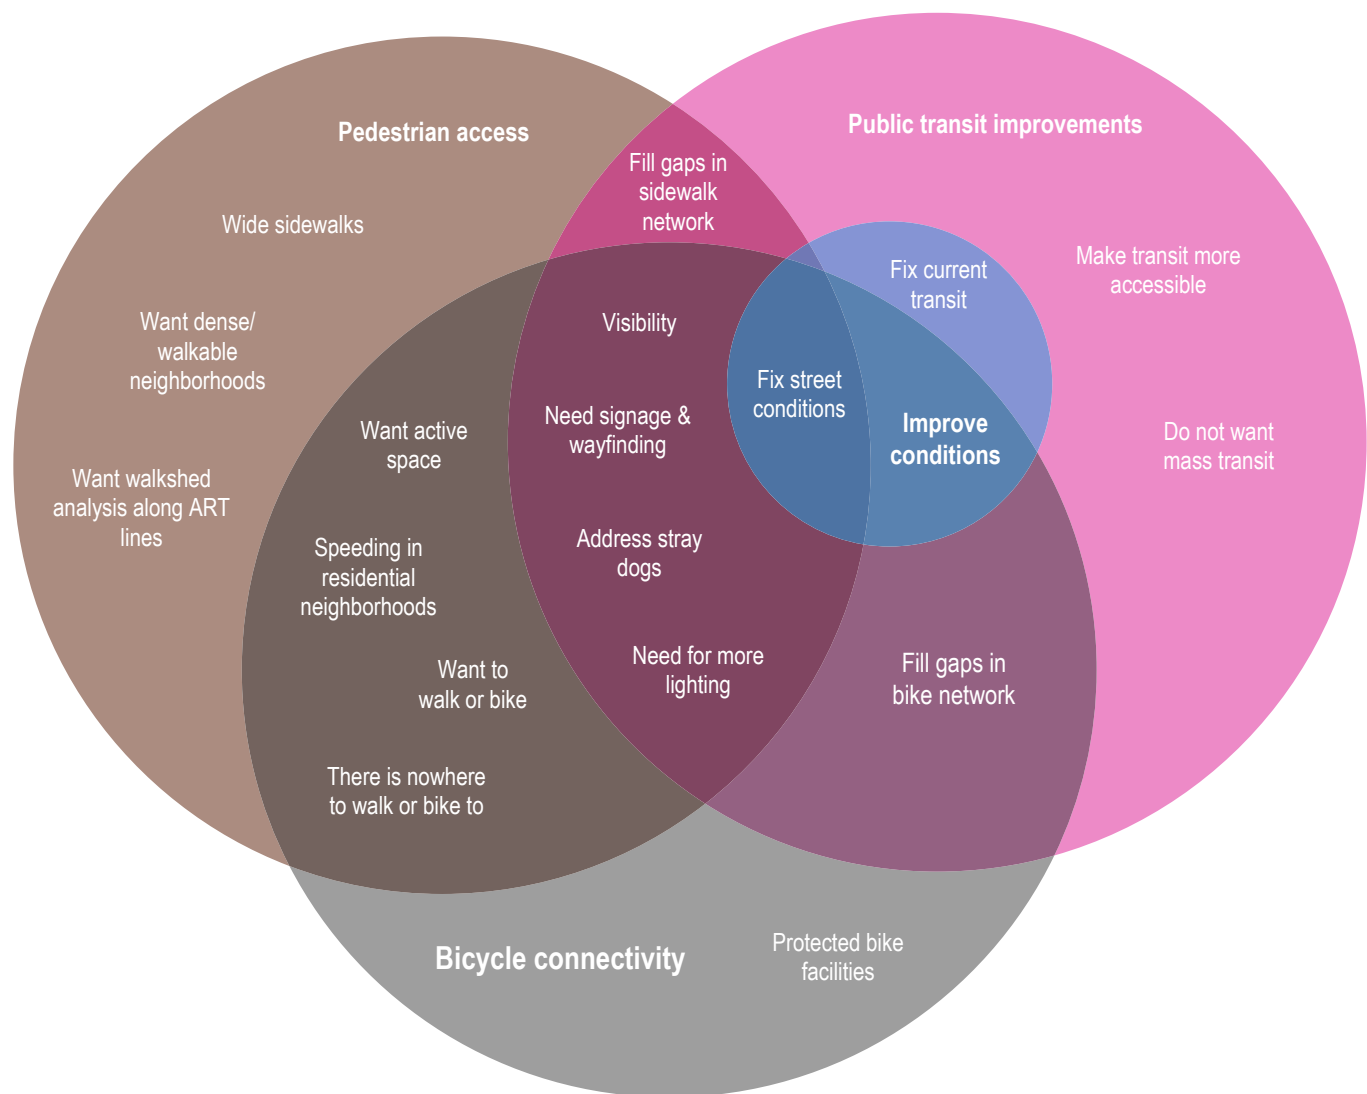 Pedestrian access
Public transit improvements
Fill gaps in
sidewalk
network
Wide sidewalks
Make transit more
accessible
Fix current
transit
Want dense/
walkable
neighborhoods
Visibility
Fix street
conditions
Improve
conditions
Want active
space
Need signage &
wayfinding
Do not want
mass transit
Want walkshed
analysis along ART
lines
Speeding in
residential
neighborhoods
Address stray
dogs
Want to
walk or bike
Need for more
lighting
Fill gaps in
bike network
There is nowhere
to walk or bike to
Bicycle connectivity
Protected bike
facilities